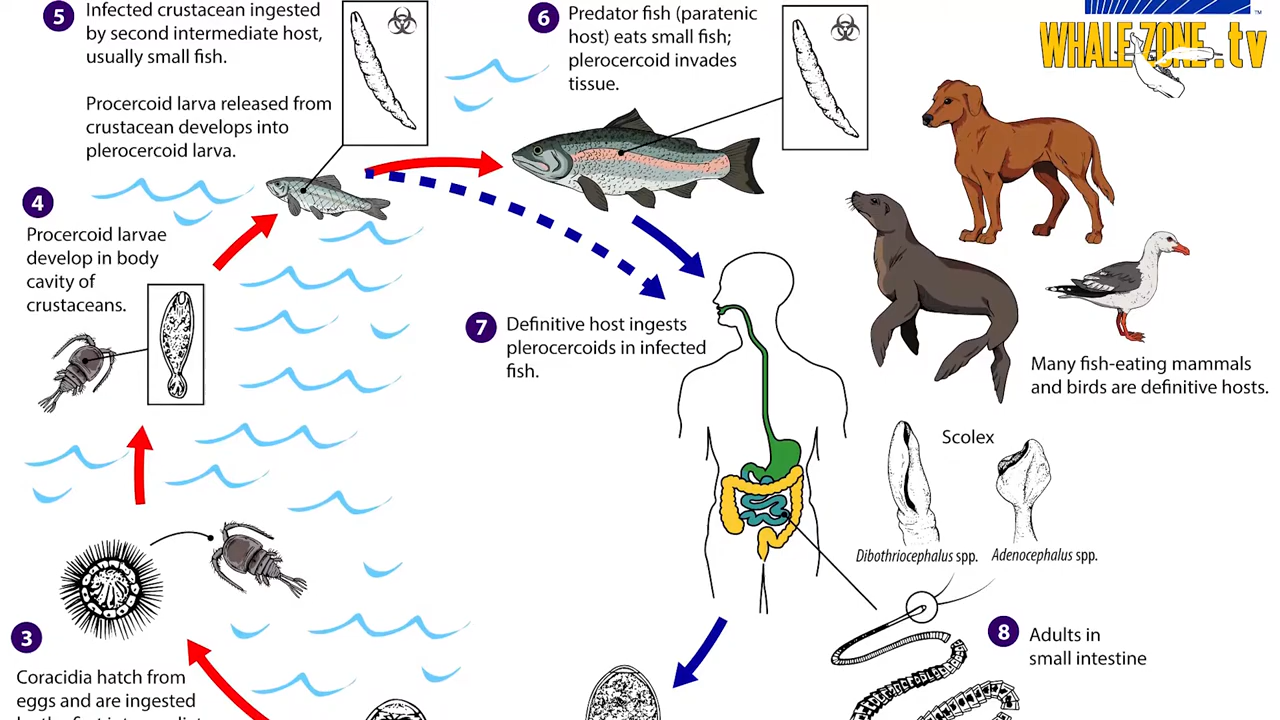 5
Infected crustacean ingested
by second intermediate host,
usually small fish.
Procercoid larva released from
crustacean develops into
plerocercoid larva.
6
Predator fish (paratenic
host) eats small fish;
plerocercoid invades
tissue.
WHALE ZONE.tv
TM
4
Procercoid larvae
develop in body
cavity of
crustaceans.
7
Definitive host ingests
plerocercoids in infected
fish.
Many fish-eating mammals
and birds are definitive hosts.
Scolex
Dibothriocephalus spp.
Adenocephalus spp.
3
Coracidia hatch from
eggs and are ingested
8
Adults in
small intestine